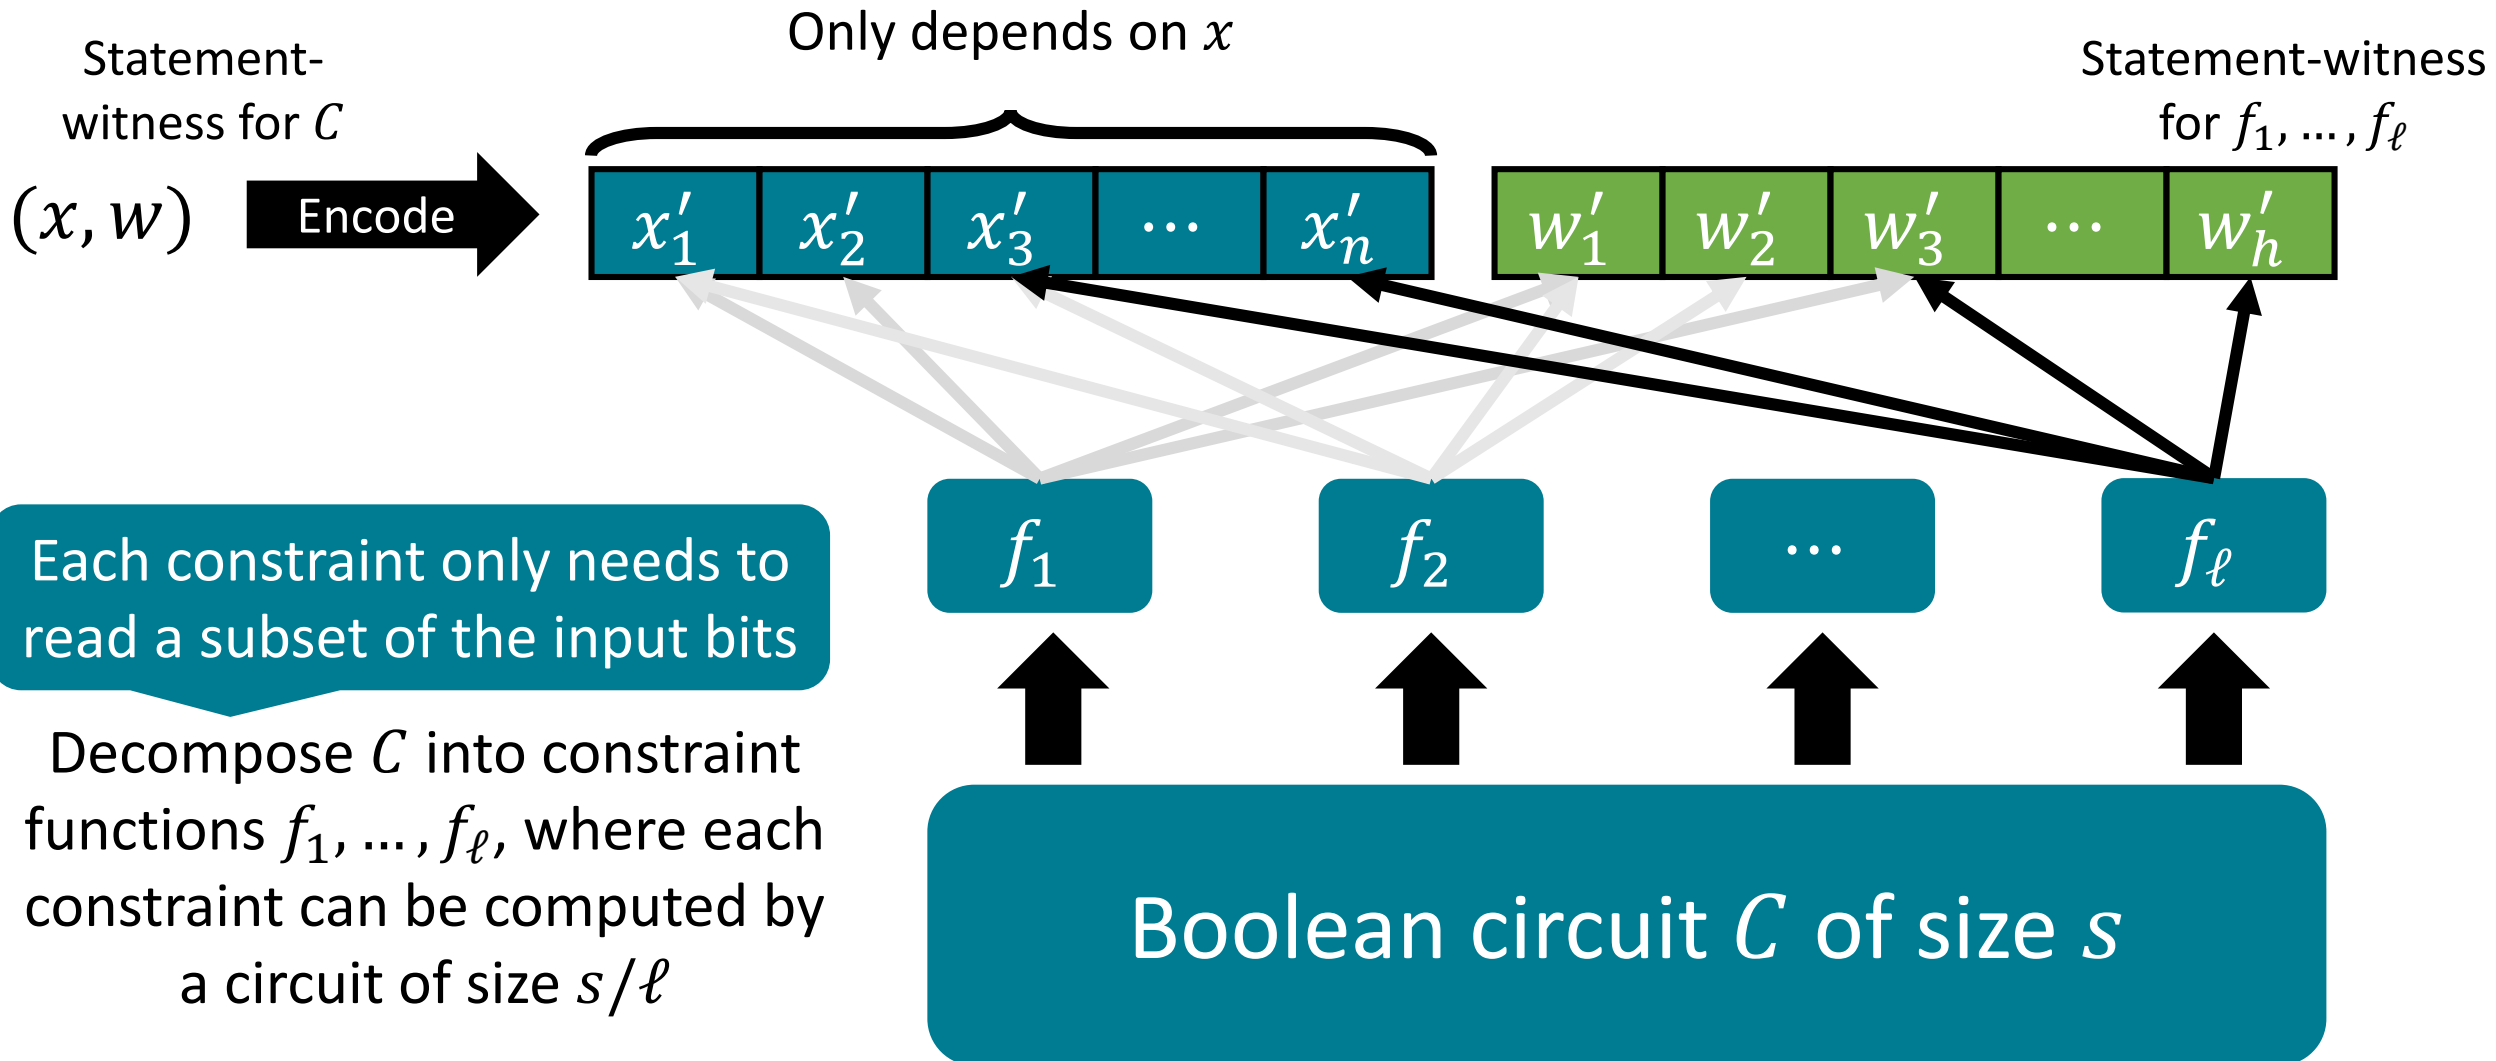 Only depends on 𝑥
Statement-
witness for 𝐶
Statement-witness
for 𝑓₁, …, 𝑓ℓ
(𝑥, 𝑤)
Encode
𝑥′₁ 𝑥′₂ 𝑥′₃ ⋯ 𝑥′ₙ 𝑤′₁ 𝑤′₂ 𝑤′₃ ⋯ 𝑤′ₕ
Each constraint only needs to
read a subset of the input bits
𝑓₁ 𝑓₂ ⋯ 𝑓ℓ
Decompose 𝐶 into constraint
functions 𝑓₁, …, 𝑓ℓ, where each
constraint can be computed by
a circuit of size 𝑠/ℓ
Boolean circuit 𝐶 of size 𝑠